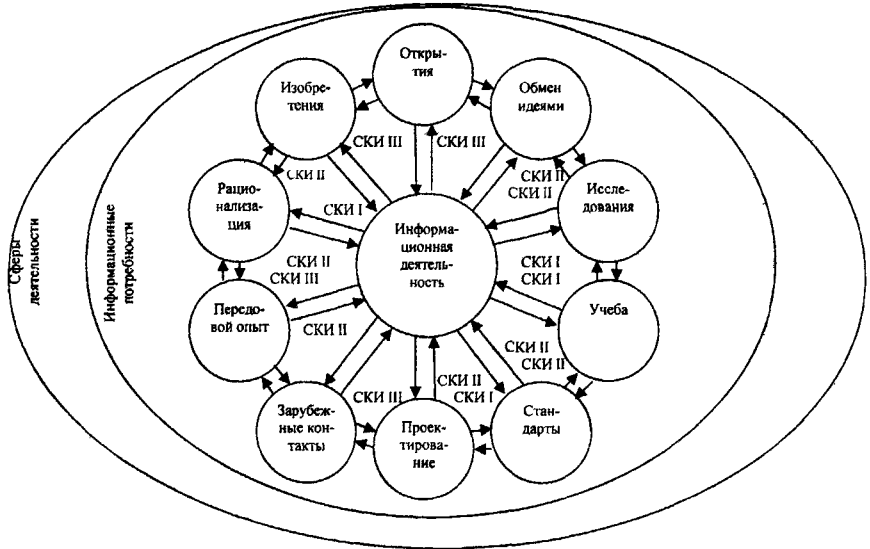 Откры-
тия
Изобре-
тения
Обмен
идеями
СКИ III
СКИ III
СКИ II
СКИ II
СКИ II
Рацио-
нализа-
ция
Иссле-
дования
СКИ I
Информа-
ционная
деятель-
ность
Сферы
деятельности
Информационные
потребности
СКИ II
СКИ III
СКИ I
СКИ I
Передо-
вой опыт
Учеба
СКИ II
СКИ II
СКИ II
СКИ II
СКИ III
СКИ I
Зарубеж-
ные кон-
такты
Проек-
тирова-
ние
Стан-
дарты